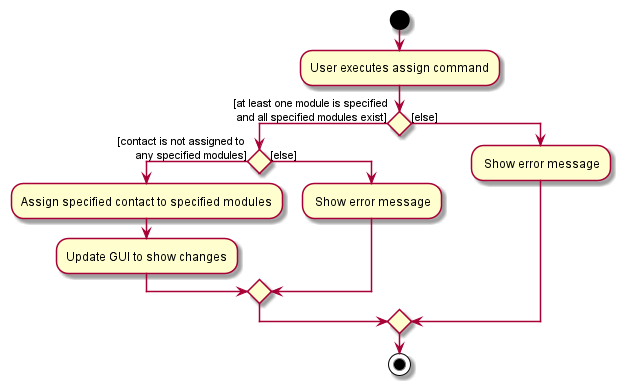 User executes assign command
[at least one module is specified
and all specified modules exist]
[else]
[contact is not assigned to
any specified modules]
[else]
Show error message
Assign specified contact to specified modules
Show error message
Update GUI to show changes